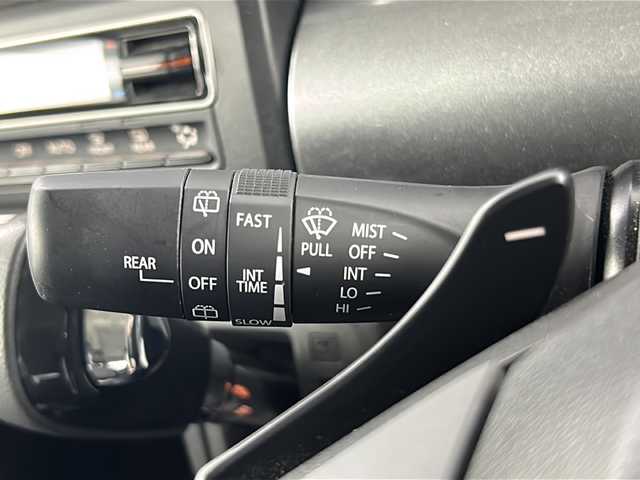 REAR
ON
OFF
FAST
INT
TIME
SLOW
PULL
MIST
OFF
INT
LO
HI